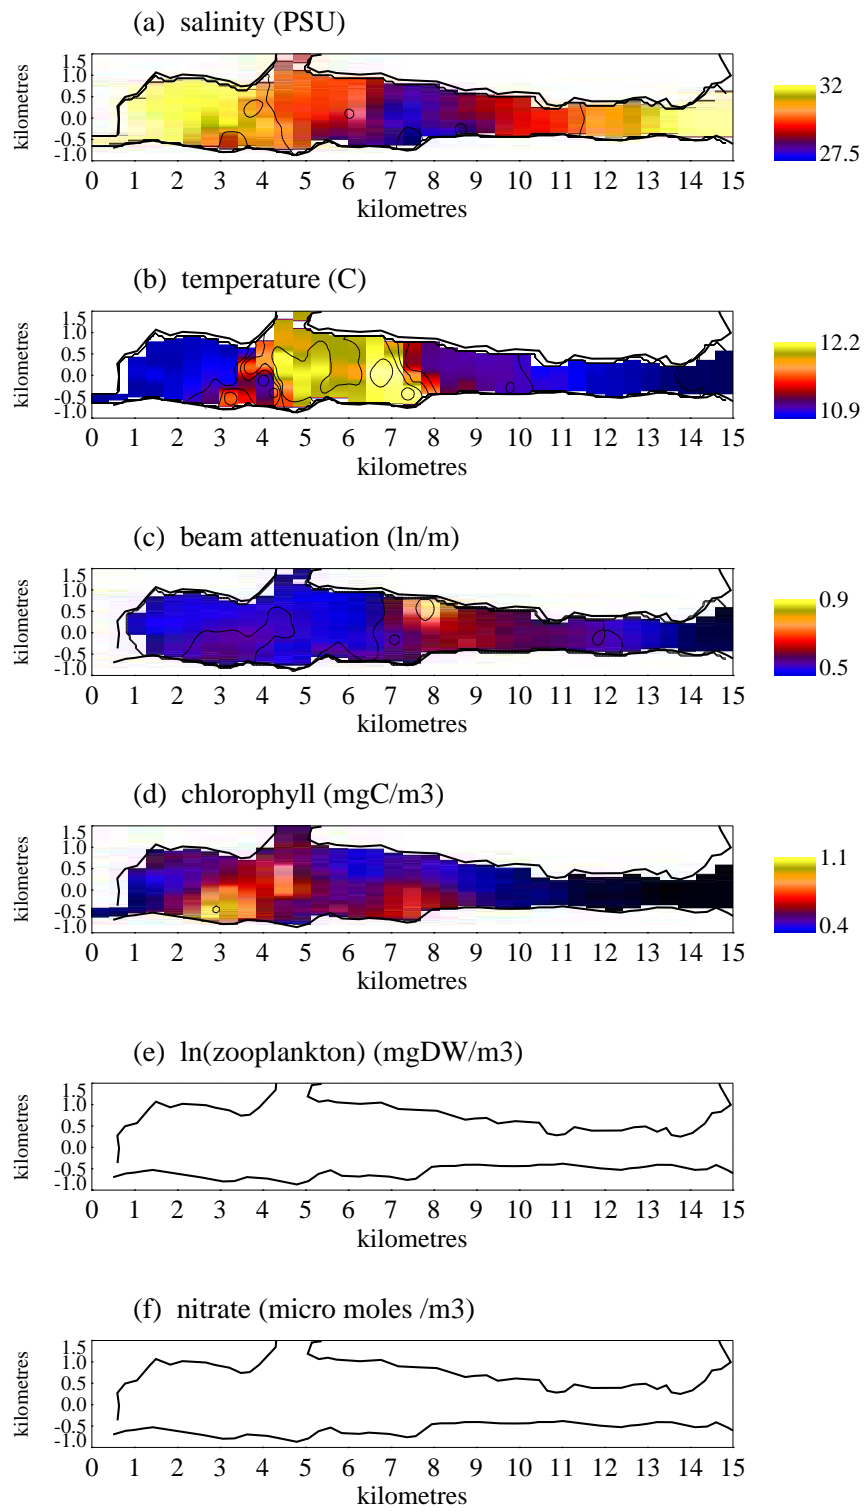 (a) salinity (PSU)
kilometres
1.5
1.0
0.5
0.0
-0.5
-1.0
32
27.5
0 1 2 3 4 5 6 7 8 9 10 11 12 13 14 15
kilometres
(b) temperature (C)
kilometres
1.5
1.0
0.5
0.0
-0.5
-1.0
12.2
10.9
0 1 2 3 4 5 6 7 8 9 10 11 12 13 14 15
kilometres
(c) beam attenuation (ln/m)
kilometres
1.5
1.0
0.5
0.0
-0.5
-1.0
0.9
0.5
0 1 2 3 4 5 6 7 8 9 10 11 12 13 14 15
kilometres
(d) chlorophyll (mgC/m3)
kilometres
1.5
1.0
0.5
0.0
-0.5
-1.0
1.1
0.4
0 1 2 3 4 5 6 7 8 9 10 11 12 13 14 15
kilometres
(e) ln(zooplankton) (mgDW/m3)
kilometres
1.5
1.0
0.5
0.0
-0.5
-1.0
0 1 2 3 4 5 6 7 8 9 10 11 12 13 14 15
kilometres
(f) nitrate (micro moles /m3)
kilometres
1.5
1.0
0.5
0.0
-0.5
-1.0
0 1 2 3 4 5 6 7 8 9 10 11 12 13 14 15
kilometres